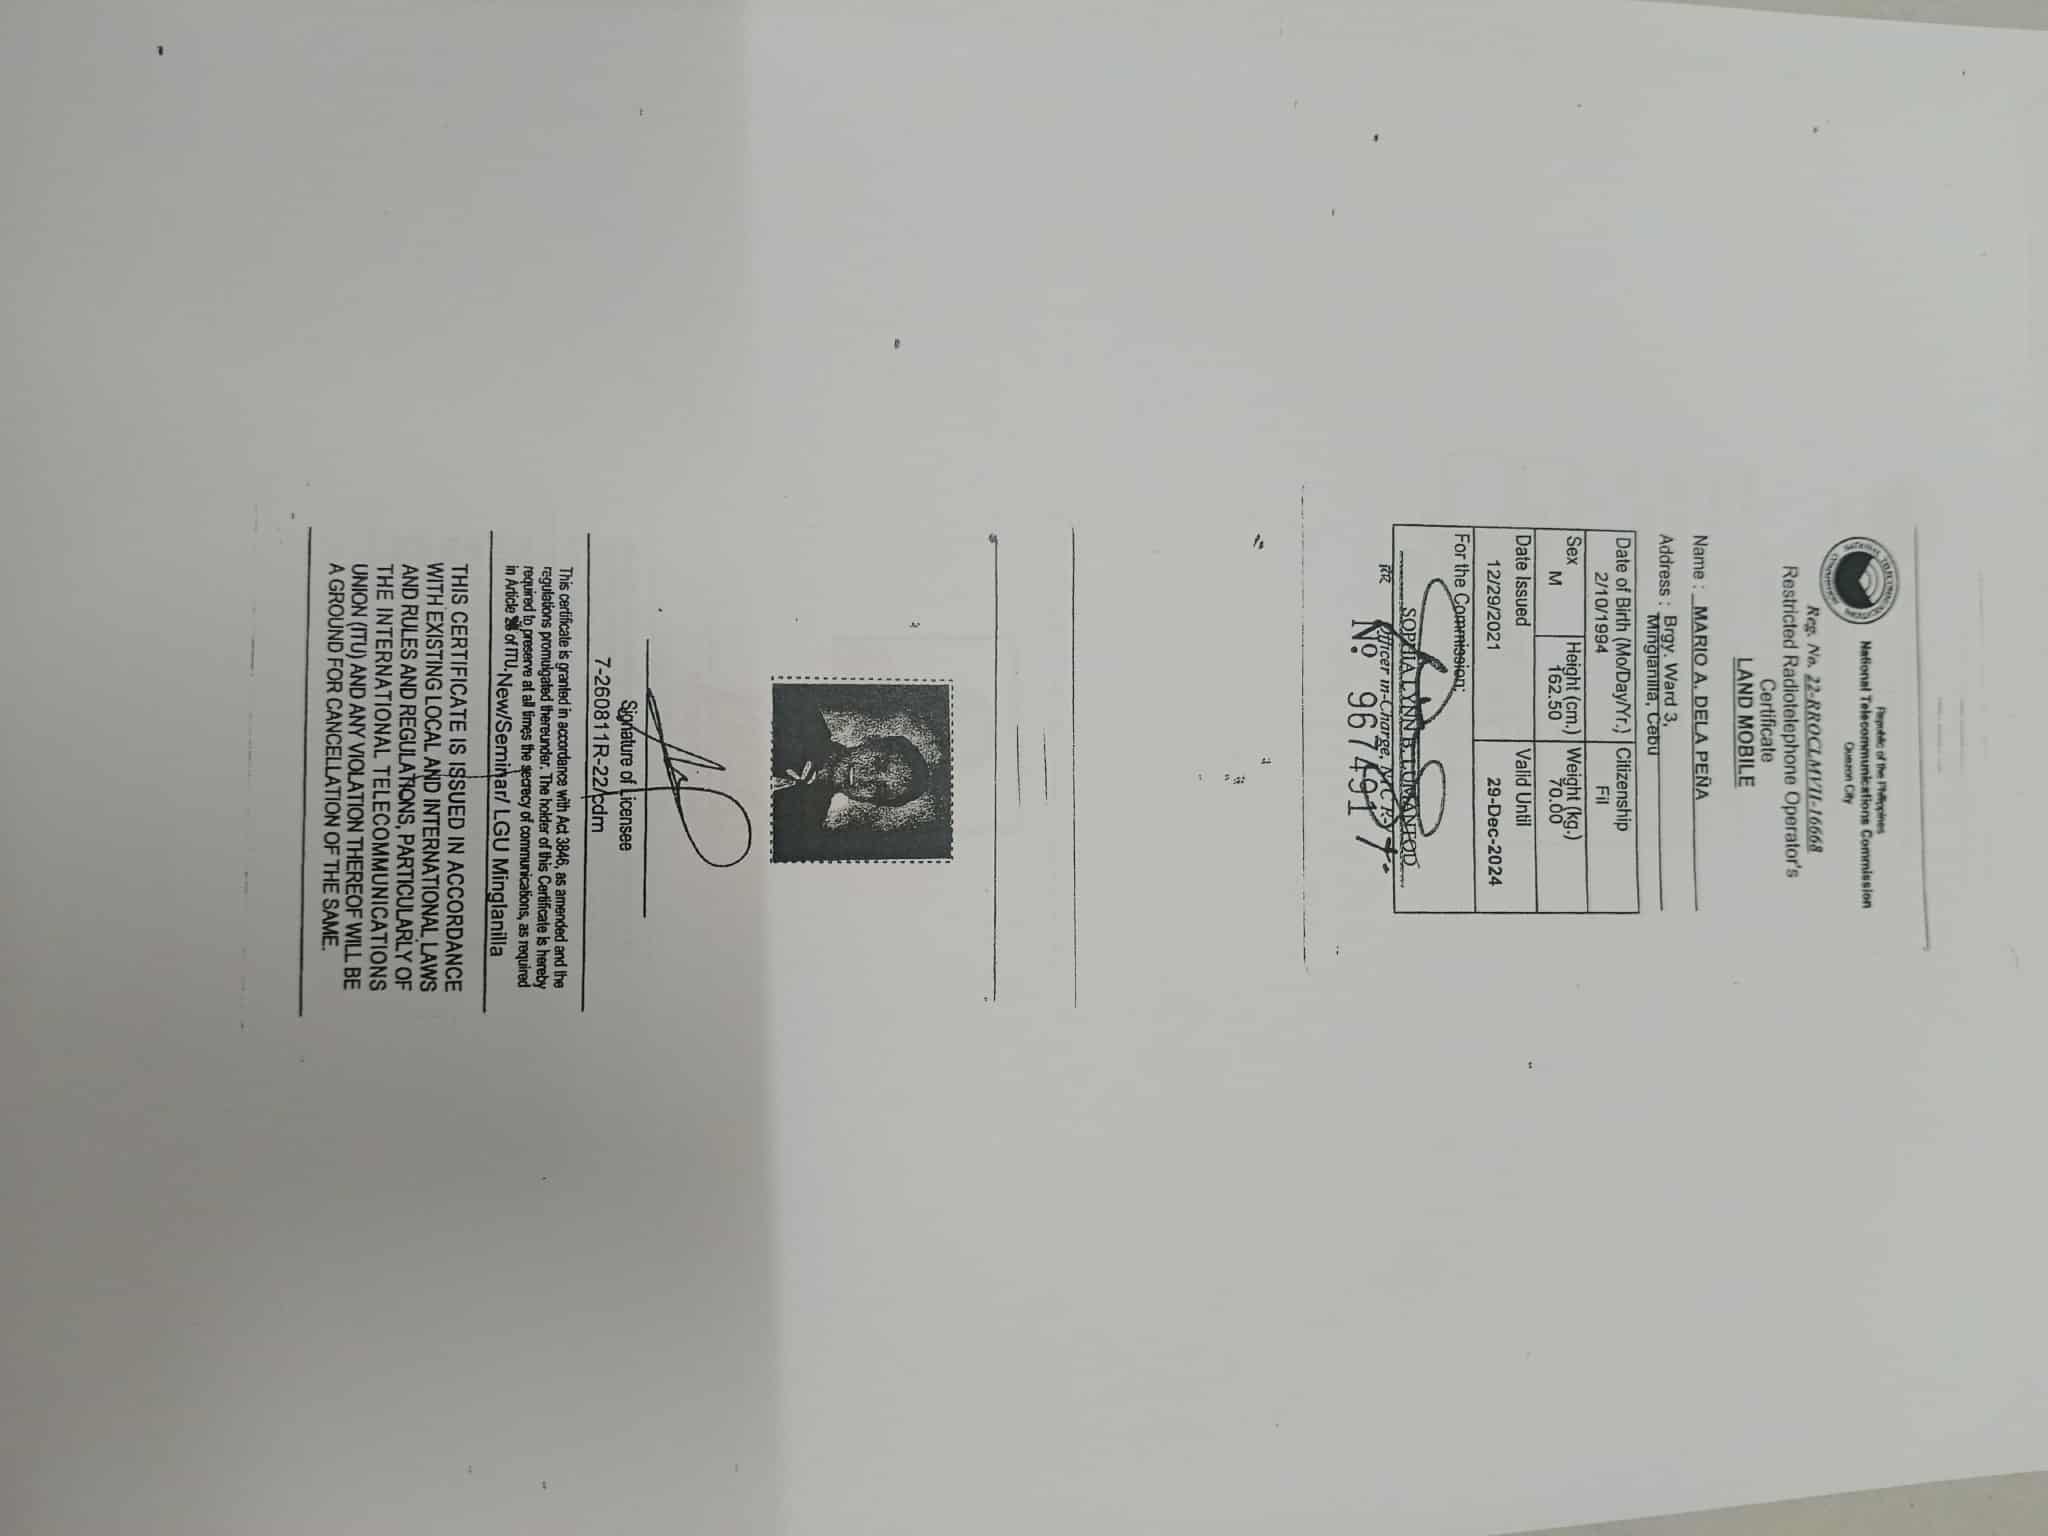 NATIONAL TELECOMMUNICATIONS COMMISSION
Republic of the Philippines
National Telecommunications Commission
Quezon City
Reg. No. 22-RROCLMVII-16668
Restricted Radiotelephone Operator's
Certificate
LAND MOBILE
Name : MARIO A. DELA PEÑA
Address : Brgy. Ward 3,
Minglanilla, Cebu
Date of Birth (Mo/Day/Yr.) Citizenship
2/10/1994 Fil
Sex Height (cm.) Weight (kg.)
M 162.50 70.00
Date Issued Valid Until
12/29/2021 29-Dec-2024
For the Commission:
SOPHIA LYNN B. LUMANTOD
Officer in-Charge, NTC
Nº 967491
Signature of Licensee
7-260811R-22/cdm
This certificate is granted in accordance with Act 3846, as amended and the
regulations promulgated thereunder. The holder of this Certificate is hereby
required to preserve at all times the secrecy of communications, as required
in Article of ITU. New/Seminar/ LGU Minglanilla
THIS CERTIFICATE IS ISSUED IN ACCORDANCE
WITH EXISTING LOCAL AND INTERNATIONAL LAWS
AND RULES AND REGULATIONS, PARTICULARLY OF
THE INTERNATIONAL TELECOMMUNICATIONS
UNION (ITU) AND ANY VIOLATION THEREOF WILL BE
A GROUND FOR CANCELLATION OF THE SAME.